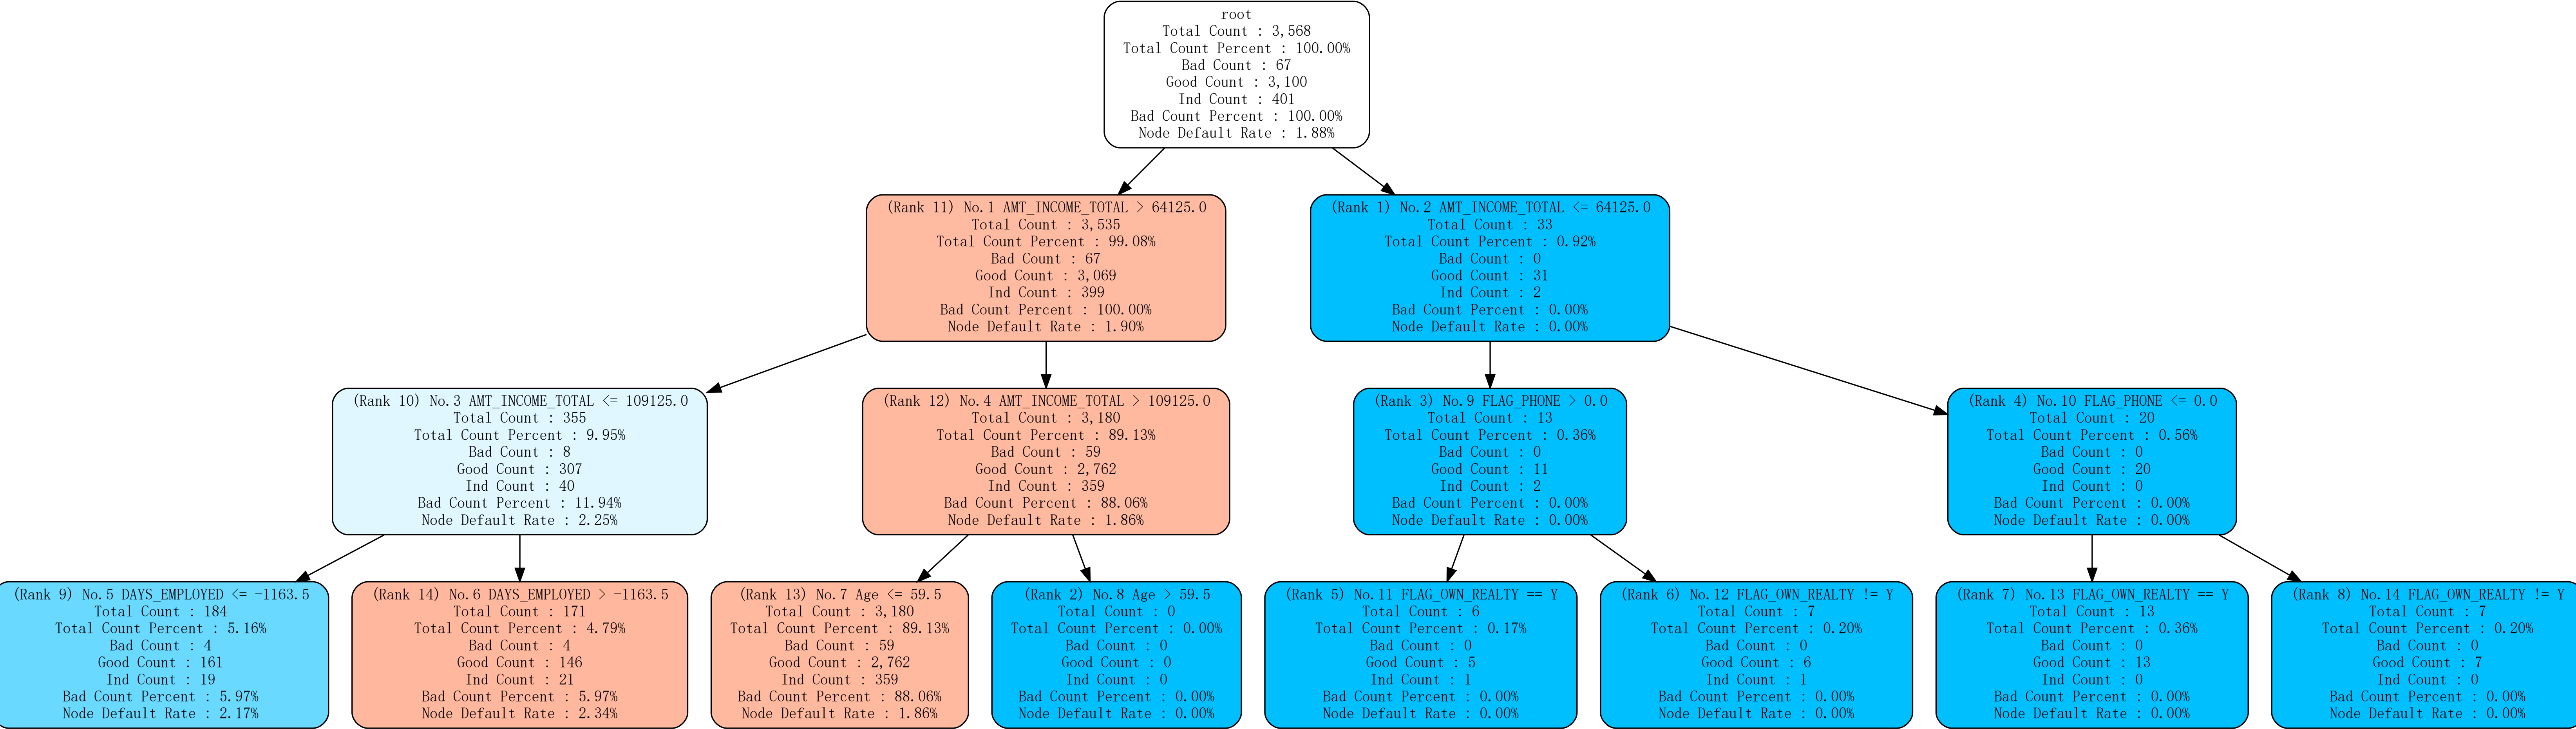 root
Total Count : 3,568
Total Count Percent : 100.00%
Bad Count : 67
Good Count : 3,100
Ind Count : 401
Bad Count Percent : 100.00%
Node Default Rate : 1.88%
(Rank 11) No.1 AMT_INCOME_TOTAL > 64125.0
Total Count : 3,535
Total Count Percent : 99.08%
Bad Count : 67
Good Count : 3,069
Ind Count : 399
Bad Count Percent : 100.00%
Node Default Rate : 1.90%
(Rank 1) No.2 AMT_INCOME_TOTAL <= 64125.0
Total Count : 33
Total Count Percent : 0.92%
Bad Count : 0
Good Count : 31
Ind Count : 2
Bad Count Percent : 0.00%
Node Default Rate : 0.00%
(Rank 10) No.3 AMT_INCOME_TOTAL <= 109125.0
Total Count : 355
Total Count Percent : 9.95%
Bad Count : 8
Good Count : 307
Ind Count : 40
Bad Count Percent : 11.94%
Node Default Rate : 2.25%
(Rank 12) No.4 AMT_INCOME_TOTAL > 109125.0
Total Count : 3,180
Total Count Percent : 89.13%
Bad Count : 59
Good Count : 2,762
Ind Count : 359
Bad Count Percent : 88.06%
Node Default Rate : 1.86%
(Rank 3) No.9 FLAG_PHONE > 0.0
Total Count : 13
Total Count Percent : 0.36%
Bad Count : 0
Good Count : 11
Ind Count : 2
Bad Count Percent : 0.00%
Node Default Rate : 0.00%
(Rank 4) No.10 FLAG_PHONE <= 0.0
Total Count : 20
Total Count Percent : 0.56%
Bad Count : 0
Good Count : 20
Ind Count : 0
Bad Count Percent : 0.00%
Node Default Rate : 0.00%
(Rank 9) No.5 DAYS_EMPLOYED <= -1163.5
Total Count : 184
Total Count Percent : 5.16%
Bad Count : 4
Good Count : 161
Ind Count : 19
Bad Count Percent : 5.97%
Node Default Rate : 2.17%
(Rank 14) No.6 DAYS_EMPLOYED > -1163.5
Total Count : 171
Total Count Percent : 4.79%
Bad Count : 4
Good Count : 146
Ind Count : 21
Bad Count Percent : 5.97%
Node Default Rate : 2.34%
(Rank 13) No.7 Age <= 59.5
Total Count : 3,180
Total Count Percent : 89.13%
Bad Count : 59
Good Count : 2,762
Ind Count : 359
Bad Count Percent : 88.06%
Node Default Rate : 1.86%
(Rank 2) No.8 Age > 59.5
Total Count : 0
Total Count Percent : 0.00%
Bad Count : 0
Good Count : 0
Ind Count : 0
Bad Count Percent : 0.00%
Node Default Rate : 0.00%
(Rank 5) No.11 FLAG_OWN_REALTY == Y
Total Count : 6
Total Count Percent : 0.17%
Bad Count : 0
Good Count : 5
Ind Count : 1
Bad Count Percent : 0.00%
Node Default Rate : 0.00%
(Rank 6) No.12 FLAG_OWN_REALTY != Y
Total Count : 7
Total Count Percent : 0.20%
Bad Count : 0
Good Count : 6
Ind Count : 1
Bad Count Percent : 0.00%
Node Default Rate : 0.00%
(Rank 7) No.13 FLAG_OWN_REALTY == Y
Total Count : 13
Total Count Percent : 0.36%
Bad Count : 0
Good Count : 13
Ind Count : 0
Bad Count Percent : 0.00%
Node Default Rate : 0.00%
(Rank 8) No.14 FLAG_OWN_REALTY != Y
Total Count : 7
Total Count Percent : 0.20%
Bad Count : 0
Good Count : 7
Ind Count : 0
Bad Count Percent : 0.00%
Node Default Rate : 0.00%